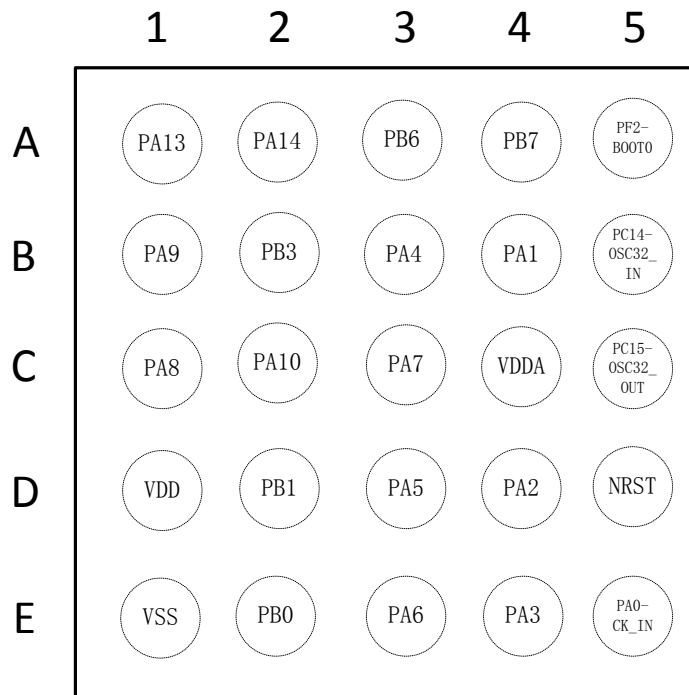 1 2 3 4 5
A PA13 PA14 PB6 PB7 PF2-
BOOT0
B PA9 PB3 PA4 PA1 PC14-
OSC32_
IN
C PA8 PA10 PA7 VDDA PC15-
OSC32_
OUT
D VDD PB1 PA5 PA2 NRST
E VSS PB0 PA6 PA3 PA0-
CK_IN